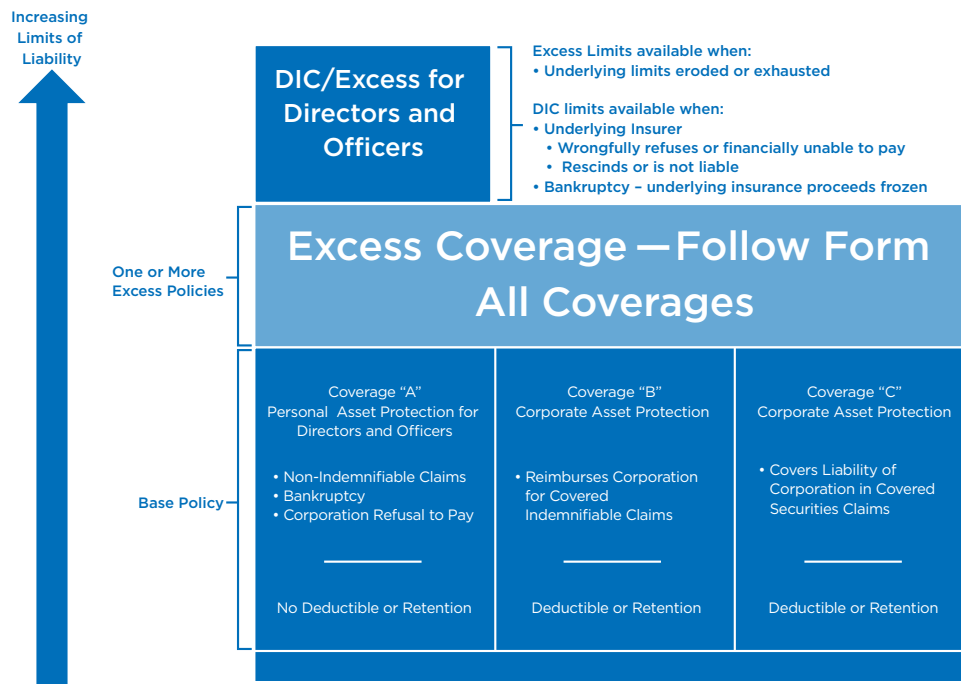 Increasing
Limits of
Liability
DIC/Excess for
Directors and
Officers
Excess Limits available when:
• Underlying limits eroded or exhausted
DIC limits available when:
• Underlying Insurer
• Wrongfully refuses or financially unable to pay
• Rescinds or is not liable
• Bankruptcy – underlying insurance proceeds frozen
One or More
Excess Policies
Excess Coverage — Follow Form
All Coverages
Base Policy
Coverage “A”
Personal Asset Protection for
Directors and Officers
• Non-Indemnifiable Claims
• Bankruptcy
• Corporation Refusal to Pay
No Deductible or Retention
Coverage “B”
Corporate Asset Protection
• Reimburses Corporation
for Covered
Indemnifiable Claims
Deductible or Retention
Coverage “C”
Corporate Asset Protection
• Covers Liability of
Corporation in Covered
Securities Claims
Deductible or Retention